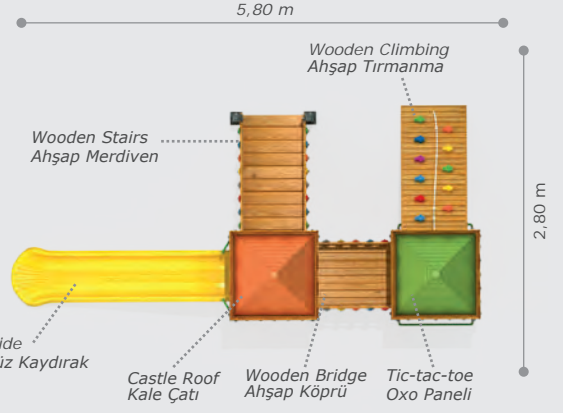 5,80 m
Wooden Climbing
Ahşap Tırmanma
Wooden Stairs
Ahşap Merdiven
2,80 m
Kaydırak
Castle Roof
Kale Çatı
Wooden Bridge
Ahşap Köprü
Tic-tac-toe
Oxo Paneli